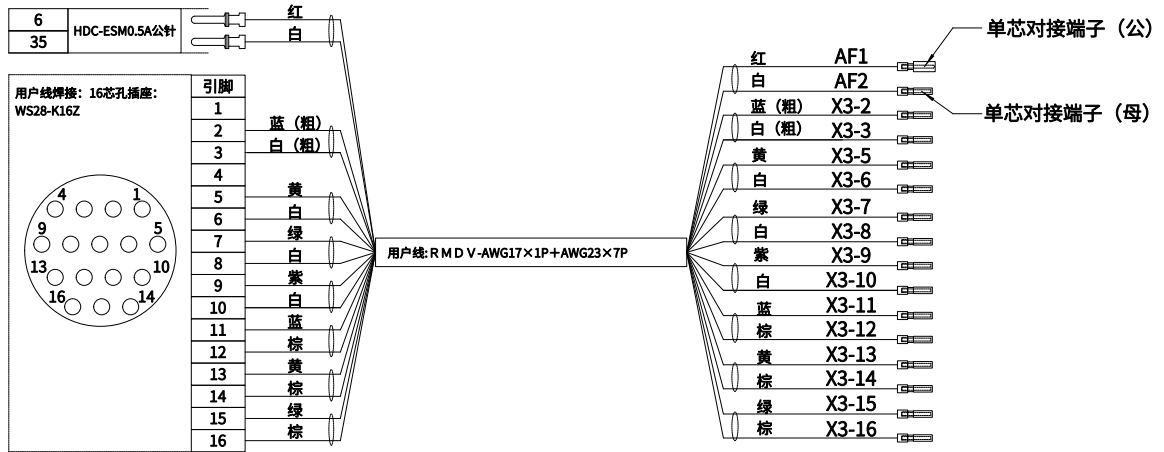 6
35
HDC-ESM0.5A公针
红
白
用户线焊接：16芯孔插座：
WS28-K16Z
4
1
9
5
13
10
16
14
引脚
1
2
3
4
5
6
7
8
9
10
11
12
13
14
15
16
蓝（粗）
白（粗）
黄
白
绿
白
紫
白
蓝
棕
黄
棕
绿
棕
用户线:ＲＭＤＶ-AWG17×1P＋AWG23×7P
红 AF1
白 AF2
蓝（粗） X3-2
白（粗） X3-3
黄 X3-5
白 X3-6
绿 X3-7
白 X3-8
紫 X3-9
白 X3-10
蓝 X3-11
棕 X3-12
黄 X3-13
棕 X3-14
绿 X3-15
棕 X3-16
单芯对接端子（公）
单芯对接端子（母）